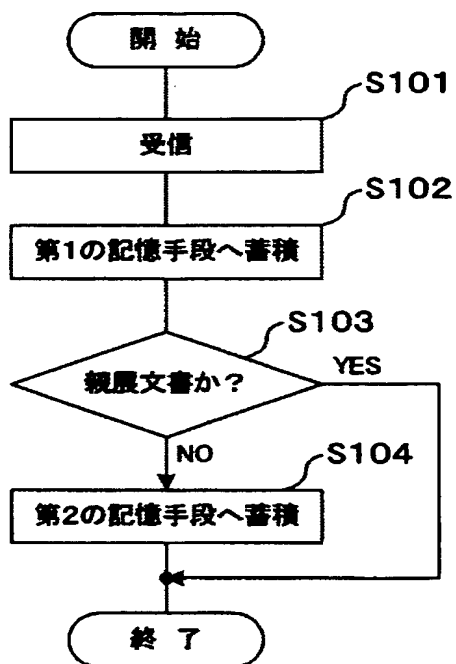 開 始
S101
受信
S102
第1の記憶手段へ蓄積
S103
親展文書か？
YES
NO
S104
第2の記憶手段へ蓄積
終 了